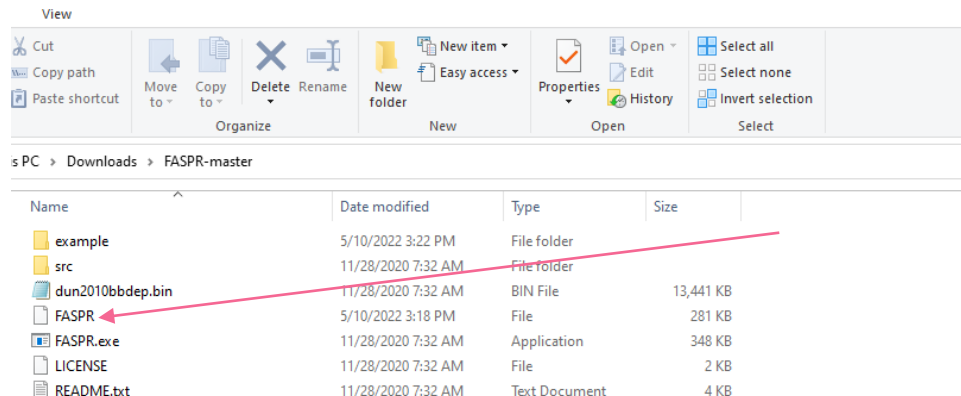 View
Cut
Copy path
Paste shortcut
Move to
Copy to
Delete
Rename
New folder
New item
Easy access
Properties
Open
Edit
History
Select all
Select none
Invert selection
Organize New Open Select
is PC > Downloads > FASPR-master
Name Date modified Type Size
example 5/10/2022 3:22 PM File folder
src 11/28/2020 7:32 AM File folder
dun2010bbdep.bin 11/28/2020 7:32 AM BIN File 13,441 KB
FASPR 5/10/2022 3:18 PM File 281 KB
FASPR.exe 11/28/2020 7:32 AM Application 348 KB
LICENSE 11/28/2020 7:32 AM File 2 KB
README.txt 11/28/2020 7:32 AM Text Document 4 KB